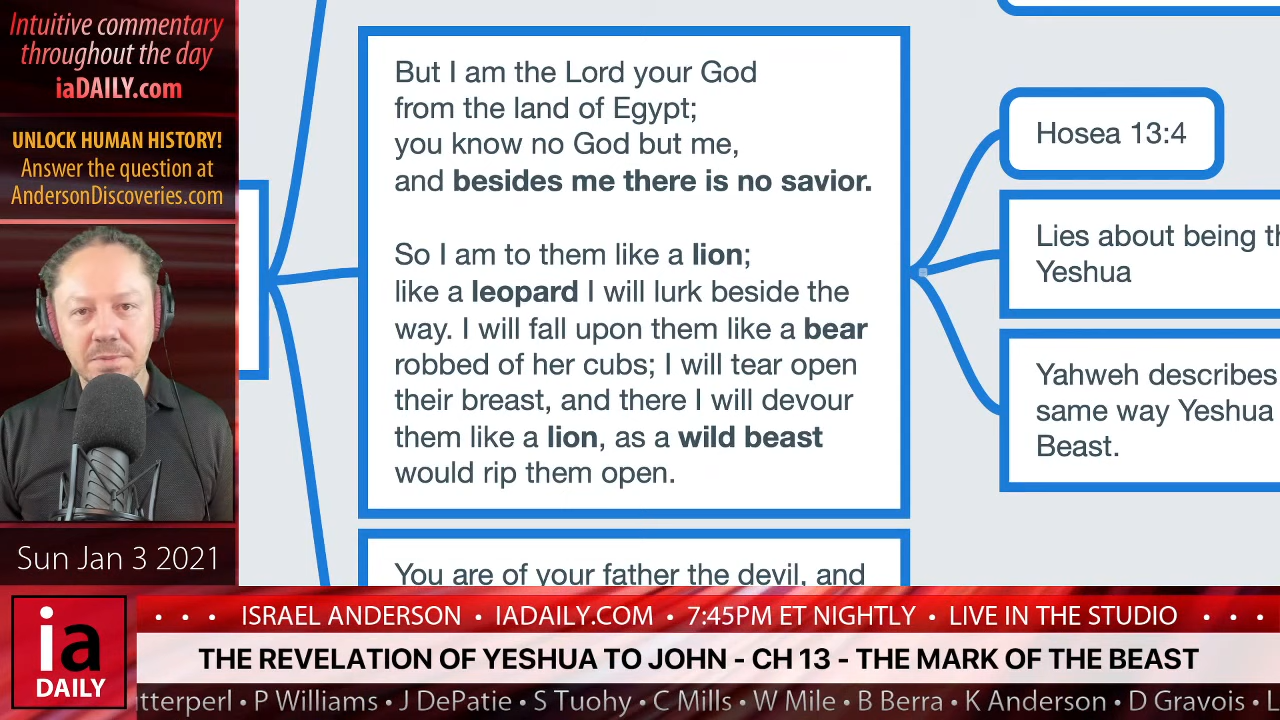 Intuitive commentary
throughout the day
iaDAILY.com
UNLOCK HUMAN HISTORY!
Answer the question at
AndersonDiscoveries.com
Sun Jan 3 2021
But I am the Lord your God
from the land of Egypt;
you know no God but me,
and besides me there is no savior.
So I am to them like a lion;
like a leopard I will lurk beside the
way. I will fall upon them like a bear
robbed of her cubs; I will tear open
their breast, and there I will devour
them like a lion, as a wild beast
would rip them open.
You are of your father the devil, and
Hosea 13:4
Lies about being th
Yeshua
Yahweh describes
same way Yeshua
Beast.
• • • ISRAEL ANDERSON • IADAILY.COM • 7:45PM ET NIGHTLY • LIVE IN THE STUDIO • • •
ia
DAILY
THE REVELATION OF YESHUA TO JOHN - CH 13 - THE MARK OF THE BEAST
tterperl • P Williams • J DePatie • S Tuohy • C Mills • W Mile • B Berra • K Anderson • D Gravois • L